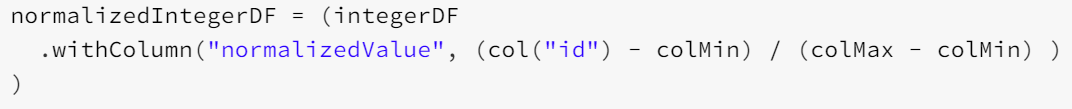 normalizedIntegerDF = (integerDF
  .withColumn("normalizedValue", (col("id") - colMin) / (colMax - colMin) )
)